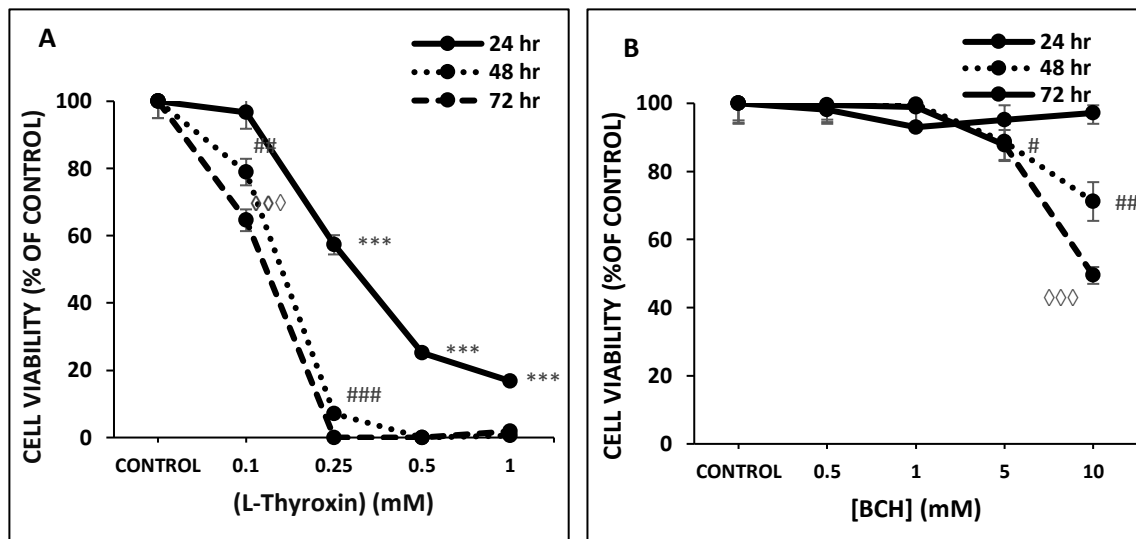 A
24 hr
48 hr
72 hr
CELL VIABILITY (% OF CONTROL)
100
80
60
40
20
0
##
◊◊◊
***
***
***
###
CONTROL 0.1 0.25 0.5 1
(L-Thyroxin) (mM)
B
24 hr
48 hr
72 hr
CELL VIABILITY (%OF CONTROL)
100
80
60
40
20
0
#
##
◊◊◊
CONTROL 0.5 1 5 10
[BCH] (mM)